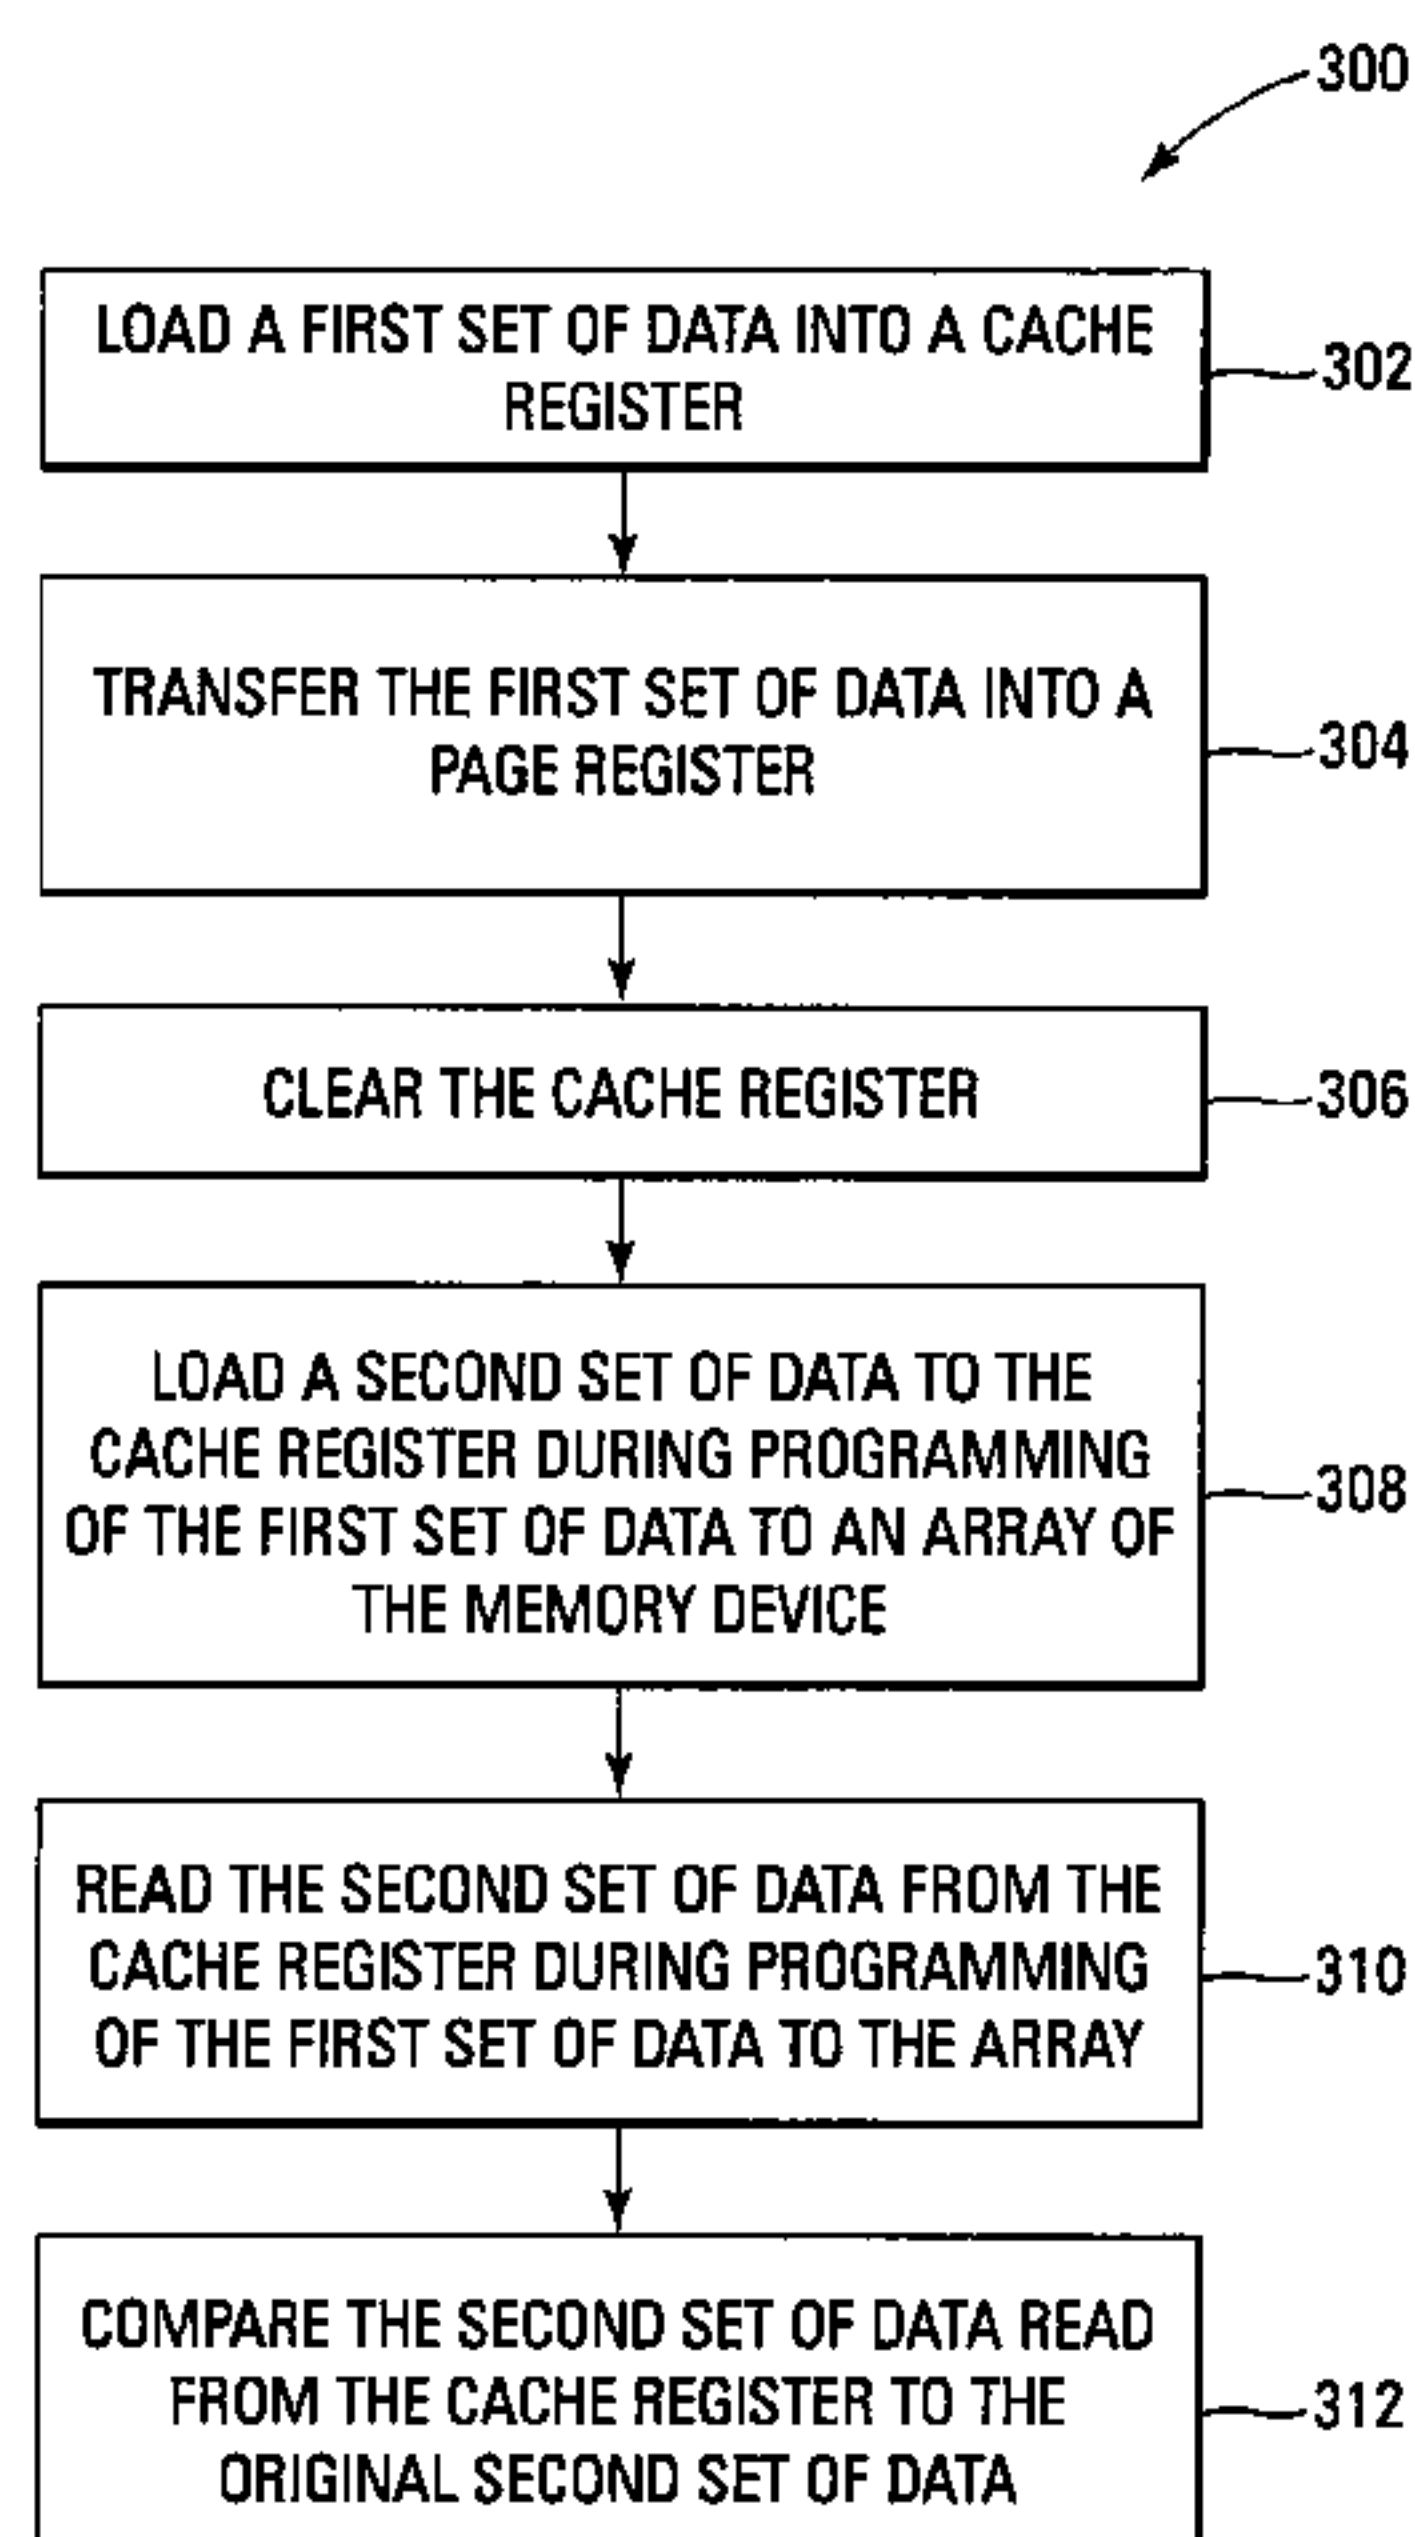 300
LOAD A FIRST SET OF DATA INTO A CACHE
REGISTER
302
TRANSFER THE FIRST SET OF DATA INTO A
PAGE REGISTER
304
CLEAR THE CACHE REGISTER
306
LOAD A SECOND SET OF DATA TO THE
CACHE REGISTER DURING PROGRAMMING
OF THE FIRST SET OF DATA TO AN ARRAY OF
THE MEMORY DEVICE
308
READ THE SECOND SET OF DATA FROM THE
CACHE REGISTER DURING PROGRAMMING
OF THE FIRST SET OF DATA TO THE ARRAY
310
COMPARE THE SECOND SET OF DATA READ
FROM THE CACHE REGISTER TO THE
ORIGINAL SECOND SET OF DATA
312